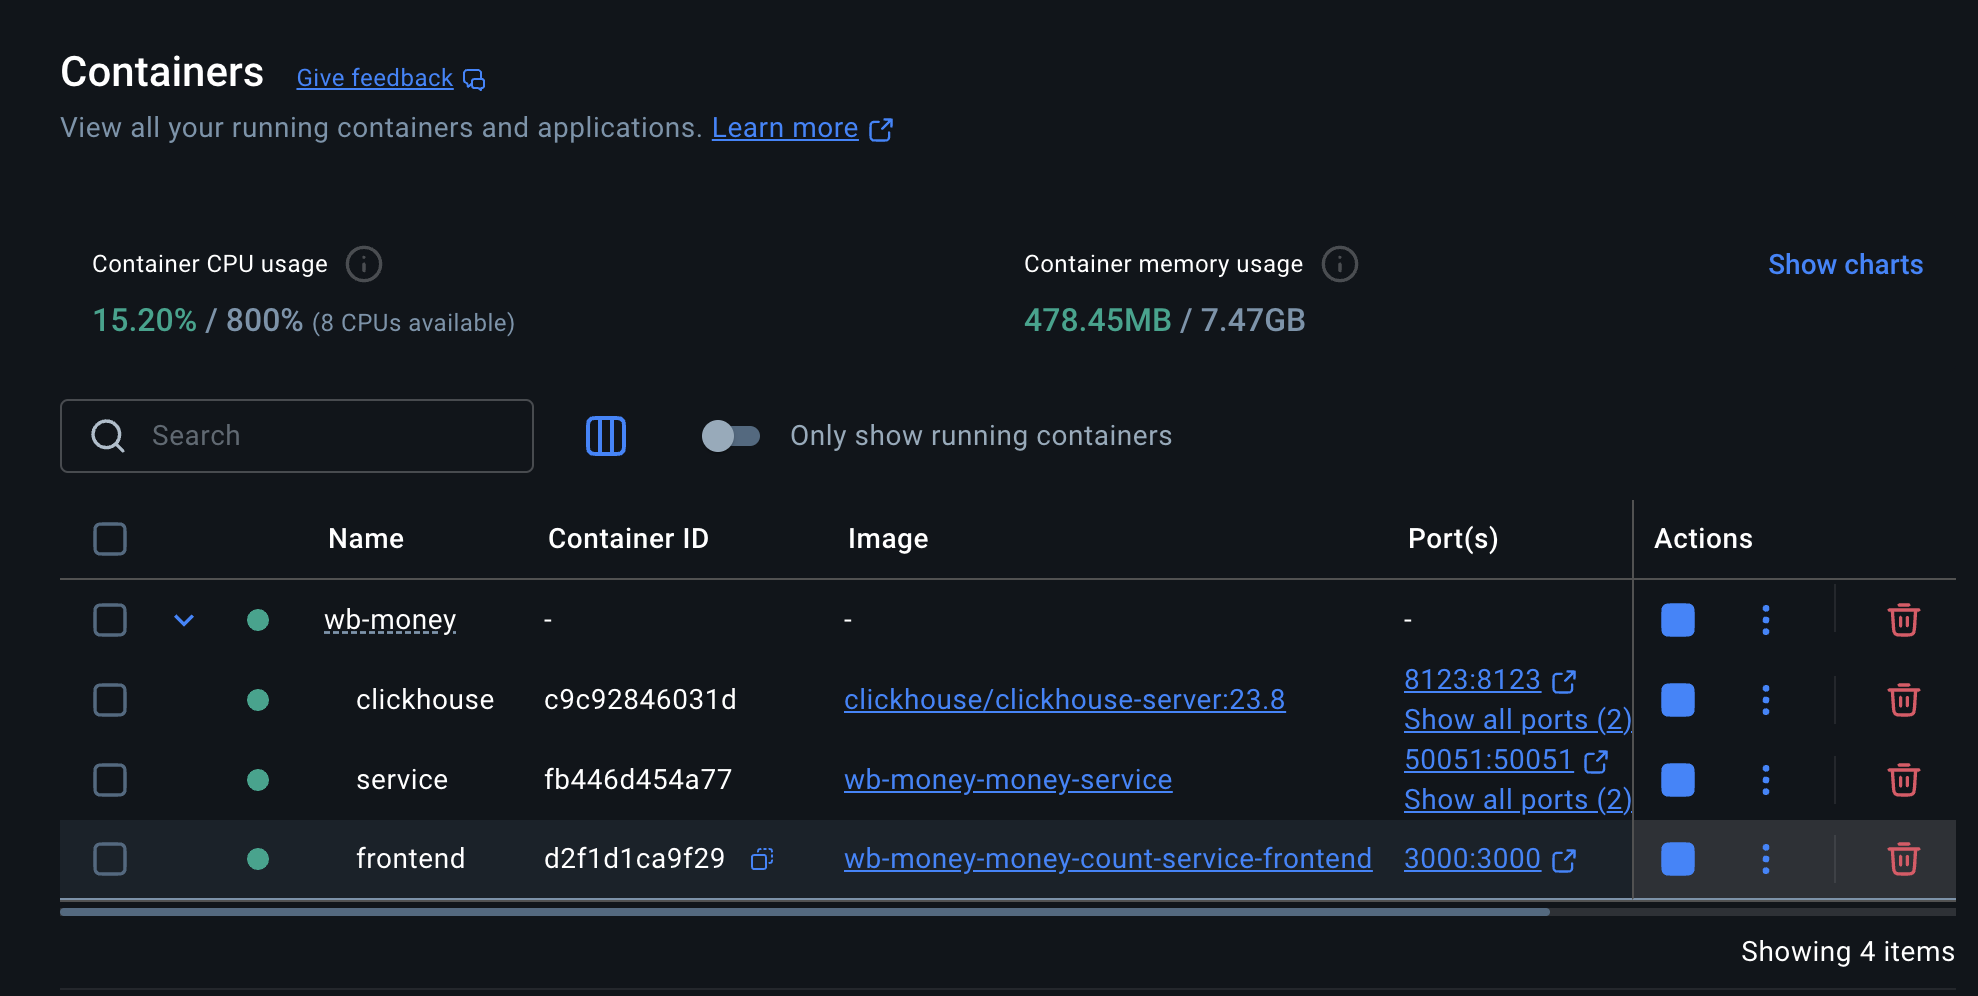 Containers Give feedback
View all your running containers and applications. Learn more
Container CPU usage
15.20% / 800% (8 CPUs available)
Container memory usage
478.45MB / 7.47GB
Show charts
Search
Only show running containers
Name Container ID Image Port(s) Actions
wb-money - - -
clickhouse c9c92846031d clickhouse/clickhouse-server:23.8 8123:8123
Show all ports (2)
service fb446d454a77 wb-money-money-service 50051:50051
Show all ports (2)
frontend d2f1d1ca9f29 wb-money-money-count-service-frontend 3000:3000
Showing 4 items